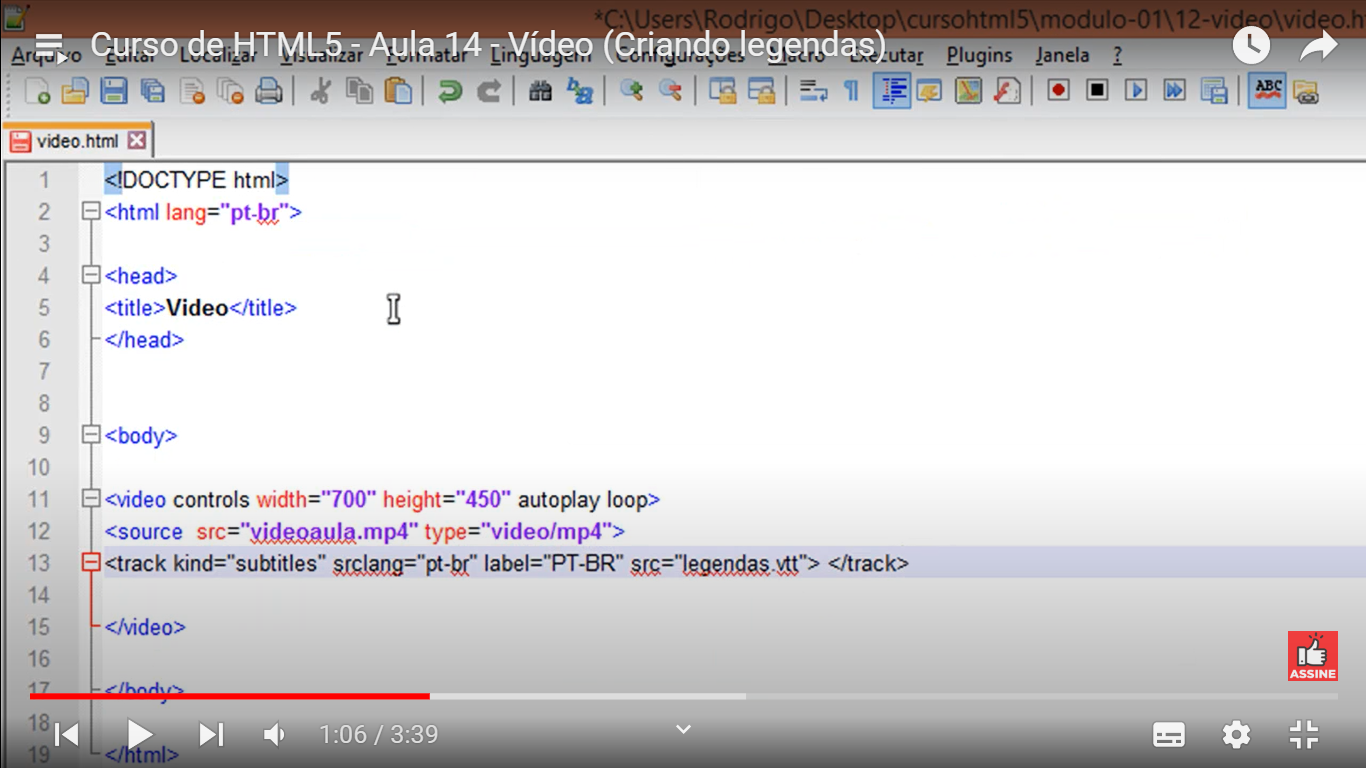 *C:\Users\Rodrigo\Desktop\cursohtml5\modulo-01\12-video\video.h
Curso de HTML5 - Aula 14 - Vídeo (Criando legendas)
Arquivo Editar Localizar Visualizar Formatar Linguagem Configurações Macro Executar Plugins Janela ?
ABC
video.html
1 <!DOCTYPE html>
2 <html lang="pt-br">
3
4 <head>
5 <title>Video</title>
6 </head>
7
8
9 <body>
10
11 <video controls width="700" height="450" autoplay loop>
12 <source src="videoaula.mp4" type="video/mp4">
13 <track kind="subtitles" srclang="pt-br" label="PT-BR" src="legendas.vtt"> </track>
14
15 </video>
16
ASSINE
17 </body>
18
1:06 / 3:39
19 </html>